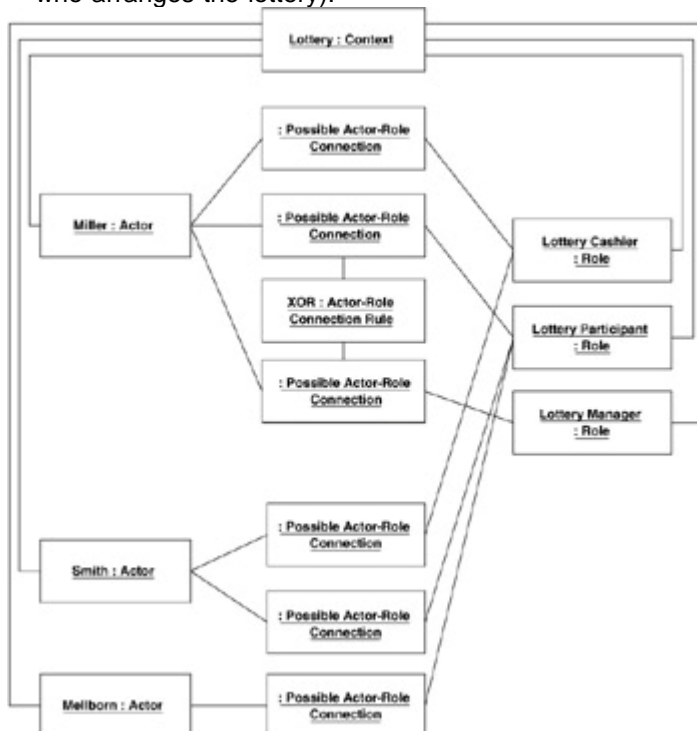 who arranges the lottery).
Lottery : Context
: Possible Actor-Role
Connection
Miller : Actor
: Possible Actor-Role
Connection
Lottery Cashier
: Role
XOR : Actor-Role
Connection Rule
Lottery Participant
: Role
: Possible Actor-Role
Connection
Lottery Manager
: Role
: Possible Actor-Role
Connection
Smith : Actor
: Possible Actor-Role
Connection
Mellborn : Actor
: Possible Actor-Role
Connection